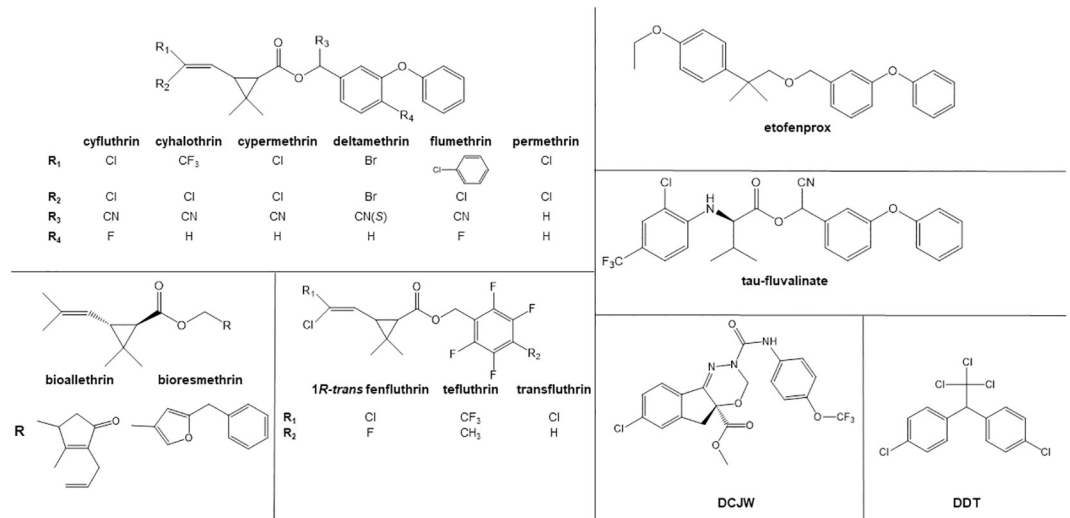 R1
R2
O
O
R3
O
R4
cyfluthrin cyhalothrin cypermethrin deltamethrin flumethrin permethrin
R1 Cl CF3 Cl Br Cl Cl
R2 Cl Cl Cl Br Cl Cl
R3 CN CN CN CN(S) CN H
R4 F H H H F H
O
O
O
etofenprox
Cl
H
N
O
O
CN
O
F3C
tau-fluvalinate
O
O
R
bioallethrin bioresmethrin
R
O
O
R1
Cl
O
O
F
F
F
F
R2
1R-trans fenfluthrin tefluthrin transfluthrin
R1 Cl CF3 Cl
R2 F CH3 H
O
NH
N
N
O
O
CF3
Cl
O
O
DCJW
Cl
Cl
Cl
Cl
Cl
DDT